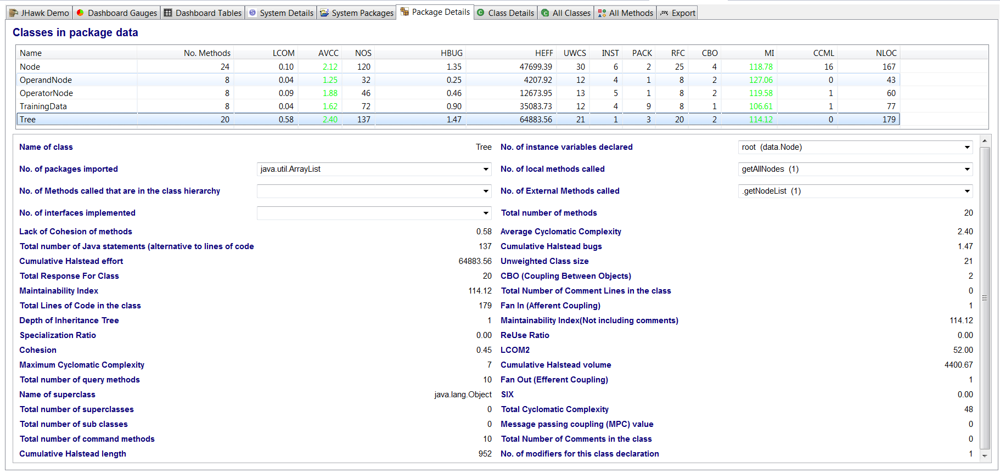 JHawk Demo Dashboard Gauges Dashboard Tables System Details System Packages Package Details Class Details All Classes All Methods Export
Classes in package data
Name No. Methods LCOM AVCC NOS HBUG HEFF UWCS INST PACK RFC CBO MI CCML NLOC
Node 24 0.10 2.12 120 1.35 47699.39 30 6 2 25 4 118.78 16 167
OperandNode 8 0.04 1.25 32 0.25 4207.92 12 4 1 8 2 127.06 0 43
OperatorNode 8 0.09 1.88 46 0.46 12673.95 13 5 1 8 2 119.58 1 60
TrainingData 8 0.04 1.62 72 0.90 35083.73 12 4 9 8 1 106.61 1 77
Tree 20 0.58 2.40 137 1.47 64883.56 21 1 3 20 2 114.12 0 179
Name of class Tree No. of instance variables declared root (data.Node)
No. of packages imported java.util.ArrayList No. of local methods called getAllNodes (1)
No. of Methods called that are in the class hierarchy No. of External Methods called .getNodeList (1)
No. of interfaces implemented Total number of methods 20
Lack of Cohesion of methods 0.58 Average Cyclomatic Complexity 2.40
Total number of Java statements (alternative to lines of code 137 Cumulative Halstead bugs 1.47
Cumulative Halstead effort 64883.56 Unweighted Class size 21
Total Response For Class 20 CBO (Coupling Between Objects) 2
Maintainability Index 114.12 Total Number of Comment Lines in the class 0
Total Lines of Code in the class 179 Fan In (Afferent Coupling) 1
Depth of Inheritance Tree 1 Maintainability Index(Not including comments) 114.12
Specialization Ratio 0.00 ReUse Ratio 0.00
Cohesion 0.45 LCOM2 52.00
Maximum Cyclomatic Complexity 7 Cumulative Halstead volume 4400.67
Total number of query methods 10 Fan Out (Efferent Coupling) 1
Name of superclass java.lang.Object SIX 0.00
Total number of superclasses 0 Total Cyclomatic Complexity 48
Total number of sub classes 0 Message passing coupling (MPC) value 0
Total number of command methods 10 Total Number of Comments in the class 0
Cumulative Halstead length 952 No. of modifiers for this class declaration 1